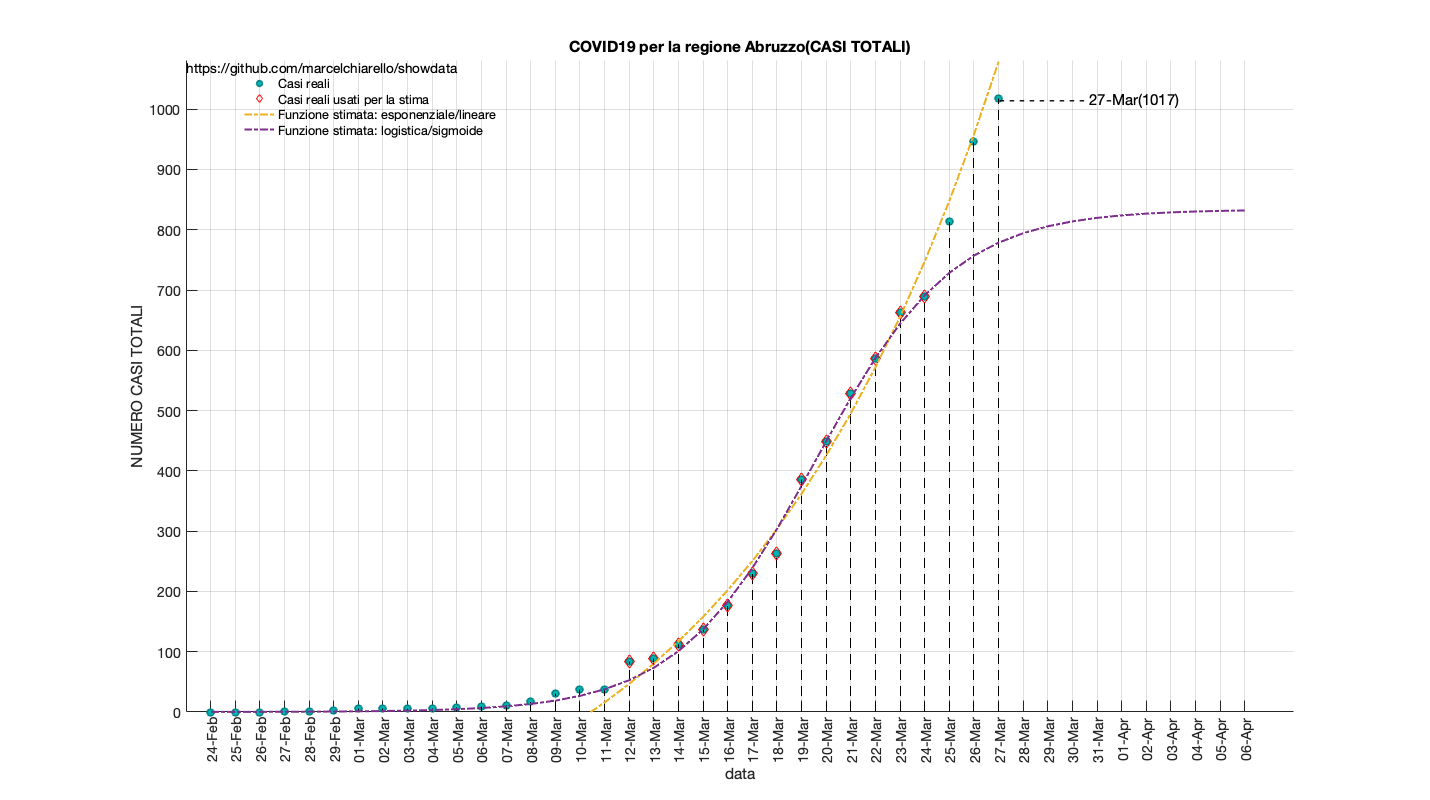 COVID19 per la regione Abruzzo(CASI TOTALI)
https://github.com/marcelchiarello/showdata
Casi reali
Casi reali usati per la stima
Funzione stimata: esponenziale/lineare
Funzione stimata: logistica/sigmoide
27-Mar(1017)
NUMERO CASI TOTALI
1000
900
800
700
600
500
400
300
200
100
0
24-Feb
25-Feb
26-Feb
27-Feb
28-Feb
29-Feb
01-Mar
02-Mar
03-Mar
04-Mar
05-Mar
06-Mar
07-Mar
08-Mar
09-Mar
10-Mar
11-Mar
12-Mar
13-Mar
14-Mar
15-Mar
16-Mar
17-Mar
18-Mar
19-Mar
20-Mar
21-Mar
22-Mar
23-Mar
24-Mar
25-Mar
26-Mar
27-Mar
28-Mar
29-Mar
30-Mar
31-Mar
01-Apr
02-Apr
03-Apr
04-Apr
05-Apr
06-Apr
data